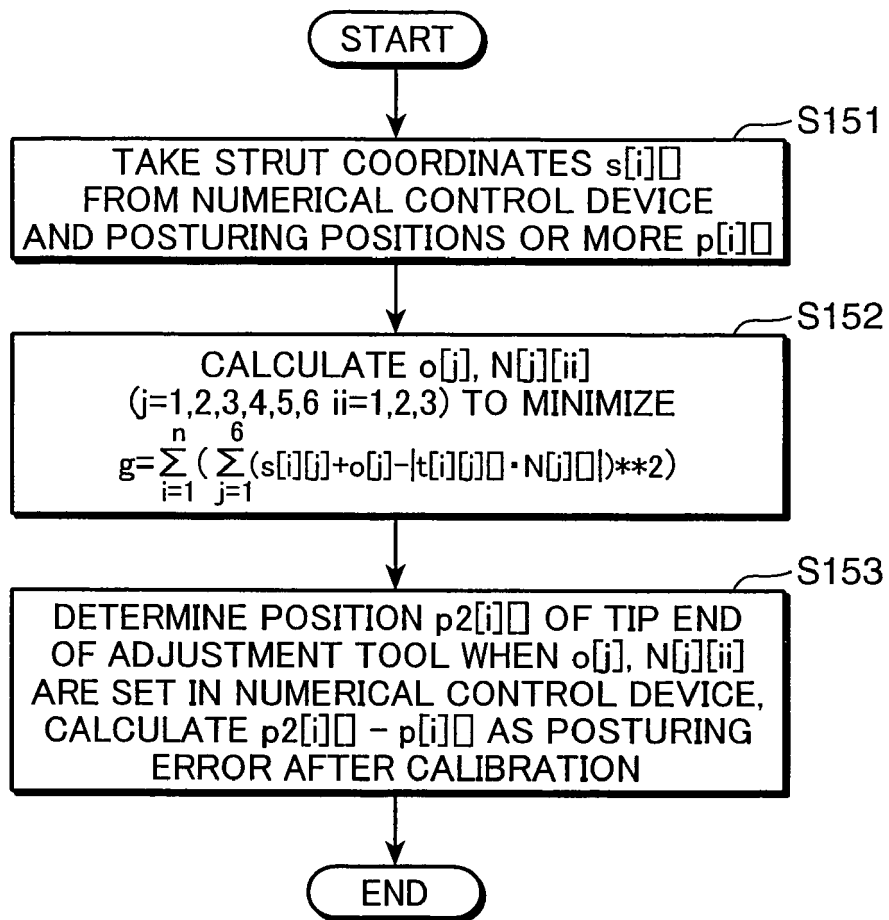 START
S151
TAKE STRUT COORDINATES s[i][]
FROM NUMERICAL CONTROL DEVICE
AND POSTURING POSITIONS OR MORE p[i][]
S152
CALCULATE o[j], N[j][ii]
(j=1,2,3,4,5,6 ii=1,2,3) TO MINIMIZE
n 6
g=Σ(Σ(s[i][j]+o[j]-|t[i][j][]·N[j][]|)**2)
i=1 j=1
S153
DETERMINE POSITION p2[i][] OF TIP END
OF ADJUSTMENT TOOL WHEN o[j], N[j][ii]
ARE SET IN NUMERICAL CONTROL DEVICE,
CALCULATE p2[i][] - p[i][] AS POSTURING
ERROR AFTER CALIBRATION
END